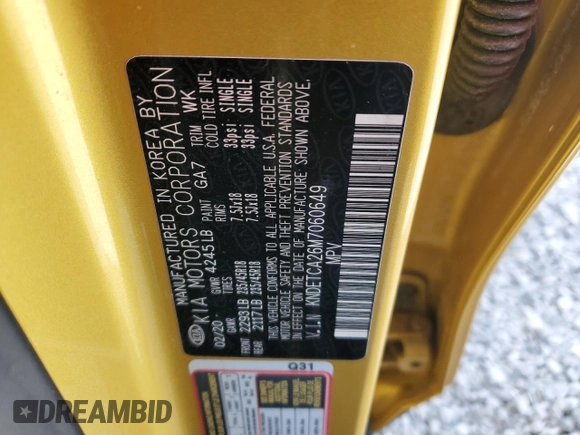 MANUFACTURED IN KOREA BY
KIA MOTORS CORPORATION
02/20 GVWR 4245LB PAINT GA7 TRIM WK
GAWR TIRES RIMS COLD TIRE INFL
FRONT 2293LB 235/45R18 7.5JX18 33psi SINGLE
REAR 2117LB 235/45R18 7.5JX18 33psi SINGLE
THIS VEHICLE CONFORMS TO ALL APPLICABLE U.S.A. FEDERAL
MOTOR VEHICLE SAFETY AND THEFT PREVENTION STANDARDS
IN EFFECT ON THE DATE OF MANUFACTURE SHOWN ABOVE.
V.I.N KNDETCA26M7060649
MPV
Q31
DREAMBID